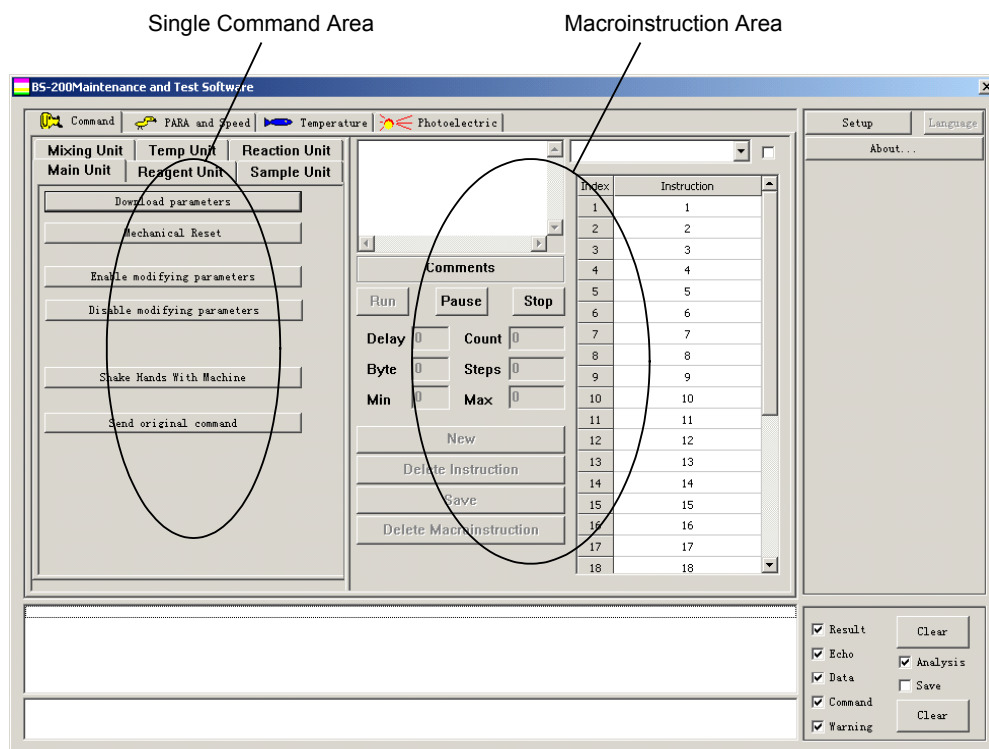 Single Command Area
Macroinstruction Area
BS-200Maintenance and Test Software
Command
PARA and Speed
Temperature
Photoelectric
Setup
Language
About...
Mixing Unit
Temp Unit
Reaction Unit
Main Unit
Reagent Unit
Sample Unit
Download parameters
Mechanical Reset
Enable modifying parameters
Disable modifying parameters
Shake Hands With Machine
Send original command
Comments
Run
Pause
Stop
Delay 0 Count 0
Byte 0 Steps 0
Min 0 Max 0
New
Delete Instruction
Save
Delete Macroinstruction
Index Instruction
1 1
2 2
3 3
4 4
5 5
6 6
7 7
8 8
9 9
10 10
11 11
12 12
13 13
14 14
15 15
16 16
17 17
18 18
Result
Echo
Data
Command
Warning
Clear
Analysis
Save
Clear